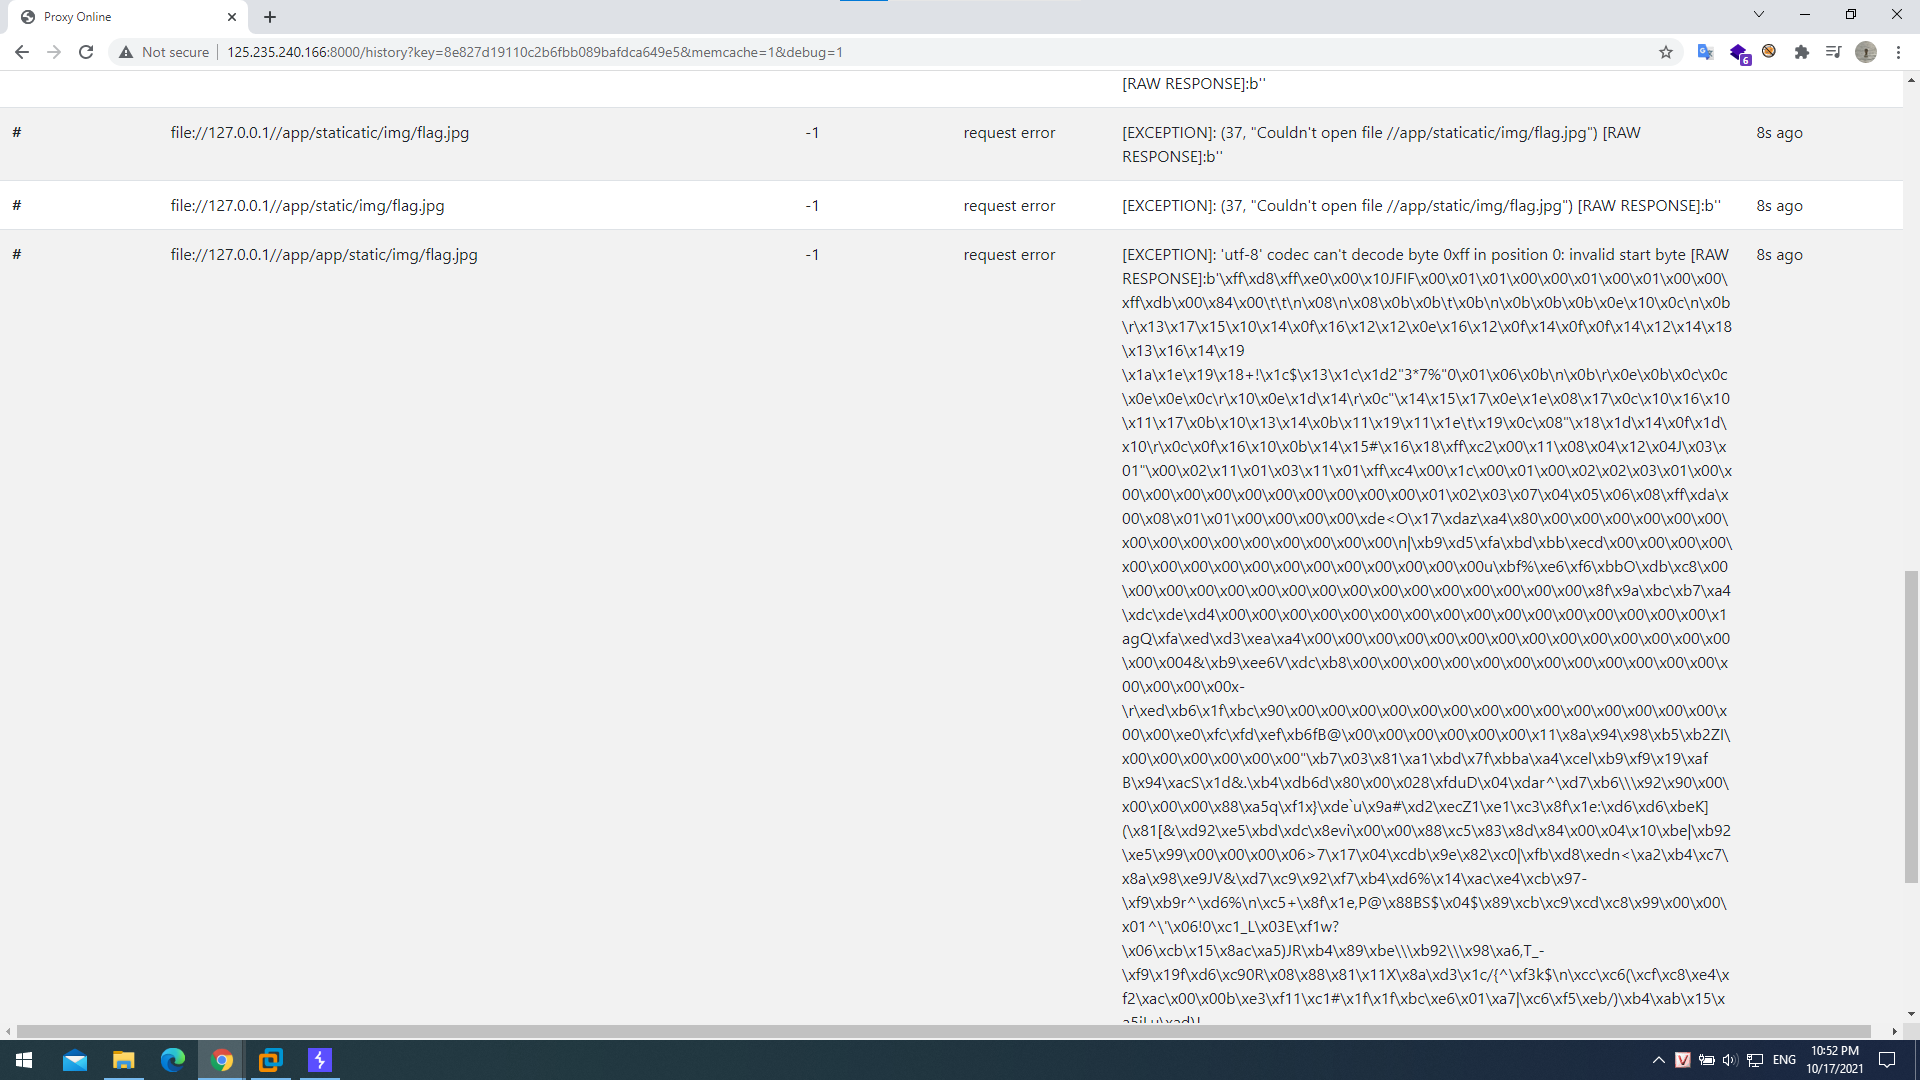 Proxy Online
Not secure
125.235.240.166:8000/history?key=8e827d19110c2b6fbb089bafdca649e5&memcache=1&debug=1
6
[RAW RESPONSE]:b''
# file://127.0.0.1//app/staticatic/img/flag.jpg -1 request error [EXCEPTION]: (37, "Couldn't open file //app/staticatic/img/flag.jpg") [RAW 8s ago
RESPONSE]:b''
# file://127.0.0.1//app/static/img/flag.jpg -1 request error [EXCEPTION]: (37, "Couldn't open file //app/static/img/flag.jpg") [RAW RESPONSE]:b'' 8s ago
# file://127.0.0.1//app/app/static/img/flag.jpg -1 request error [EXCEPTION]: 'utf-8' codec can't decode byte 0xff in position 0: invalid start byte [RAW 8s ago
RESPONSE]:b'\xff\xd8\xff\xe0\x00\x10JFIF\x00\x01\x01\x00\x00\x01\x00\x01\x00\x00\
xff\xdb\x00\x84\x00\t\t\n\x08\n\x08\x0b\x0b\t\x0b\n\x0b\x0b\x0b\x0e\x10\x0c\n\x0b
\r\x13\x17\x15\x10\x14\x0f\x16\x12\x12\x0e\x16\x12\x0f\x14\x0f\x0f\x14\x12\x14\x18
\x13\x16\x14\x19
\x1a\x1e\x19\x18+!\x1c$\x13\x1c\x1d2"3*7%"0\x01\x06\x0b\n\x0b\r\x0e\x0b\x0c\x0c
\x0e\x0e\x0c\r\x10\x0e\x1d\x14\r\x0c"\x14\x15\x17\x0e\x1e\x08\x17\x0c\x10\x16\x10
\x11\x17\x0b\x10\x13\x14\x0b\x11\x19\x11\x1e\t\x19\x0c\x08"\x18\x1d\x14\x0f\x1d\
x10\r\x0c\x0f\x16\x10\x0b\x14\x15#\x16\x18\xff\xc2\x00\x11\x08\x04\x12\x04J\x03\x
01"\x00\x02\x11\x01\x03\x11\x01\xff\xc4\x00\x1c\x00\x01\x00\x02\x02\x03\x01\x00\x
00\x00\x00\x00\x00\x00\x00\x00\x00\x01\x02\x03\x07\x04\x05\x06\x08\xff\xda\x
00\x08\x01\x01\x00\x00\x00\x00\xde<O\x17\xdaz\xa4\x80\x00\x00\x00\x00\x00\x00\
x00\x00\x00\x00\x00\x00\x00\x00\x00\n|\xb9\xd5\xfa\xbd\xbb\xecd\x00\x00\x00\x00\
x00\x00\x00\x00\x00\x00\x00\x00\x00\x00\x00\x00u\xbf%\xe6\xf6\xbbO\xdb\xc8\x00
\x00\x00\x00\x00\x00\x00\x00\x00\x00\x00\x00\x00\x00\x00\x00\x8f\x9a\xbc\xb7\xa4
\xdc\xde\xd4\x00\x00\x00\x00\x00\x00\x00\x00\x00\x00\x00\x00\x00\x00\x00\x00\x1
agQ\xfa\xed\xd3\xea\xa4\x00\x00\x00\x00\x00\x00\x00\x00\x00\x00\x00\x00\x00\x00
\x00\x004&\xb9\xee6V\xdc\xb8\x00\x00\x00\x00\x00\x00\x00\x00\x00\x00\x00\x00\x
00\x00\x00\x00x-
\r\xed\xb6\x1f\xbc\x90\x00\x00\x00\x00\x00\x00\x00\x00\x00\x00\x00\x00\x00\x00\x
00\x00\xe0\xfc\xfd\xef\xb6fB@\x00\x00\x00\x00\x00\x00\x11\x8a\x94\x98\xb5\xb2ZI\
x00\x00\x00\x00\x00\x00"\xb7\x03\x81\xa1\xbd\x7f\xbba\xa4\xcel\xb9\xf9\x19\xaf
B\x94\xacS\x1d&.\xb4\xdb6d\x80\x00\x028\xfduD\x04\xdar^\xd7\xb6\\\x92\x90\x00\
x00\x00\x00\x88\xa5q\xf1x}\xde`u\x9a#\xd2\xecZ1\xe1\xc3\x8f\x1e:\xd6\xd6\xbeK]
(\x81[&\xd92\xe5\xbd\xdc\x8evi\x00\x00\x88\xc5\x83\x8d\x84\x00\x04\x10\xbe|\xb92
\xe5\x99\x00\x00\x00\x06>7\x17\x04\xcdb\x9e\x82\xc0|\xfb\xd8\xedn<\xa2\xb4\xc7\
x8a\x98\xe9JV&\xd7\xc9\x92\xf7\xb4\xd6%\x14\xac\xe4\xcb\x97-
\xf9\xb9r^\xd6%\n\xc5+\x8f\x1e,P@\x88BS$\x04$\x89\xcb\xc9\xcd\xc8\x99\x00\x00\
x01^\'\x06!0\xc1_L\x03E\xf1w?
\x06\xcb\x15\x8ac\xa5)JR\xb4\x89\xbe\\\xb92\\\x98\xa6,T_-
\xf9\x19f\xd6\xc90R\x08\x88\x81\x11X\x8a\xd3\x1c/{^\xf3k$\n\xcc\xc6(\xcf\xc8\xe4\x
f2\xac\x00\x00b\xe3\xf11\xc1#\x1f\x1f\xbc\xe6\x01\xa7|\xc6\xf5\xeb/)\xb4\xab\x15\x
ENG
10:52 PM
10/17/2021